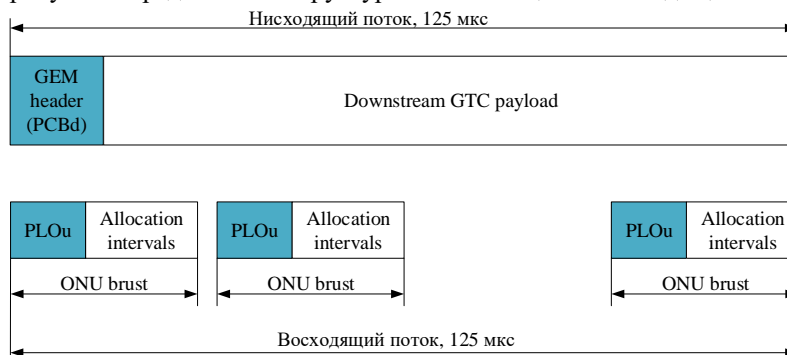 Нисходящий поток, 125 мкс
GEM
header
(PCBd)
Downstream GTC payload
PLOu
Allocation
intervals
PLOu
Allocation
intervals
PLOu
Allocation
intervals
ONU brust
ONU brust
ONU brust
Восходящий поток, 125 мкс